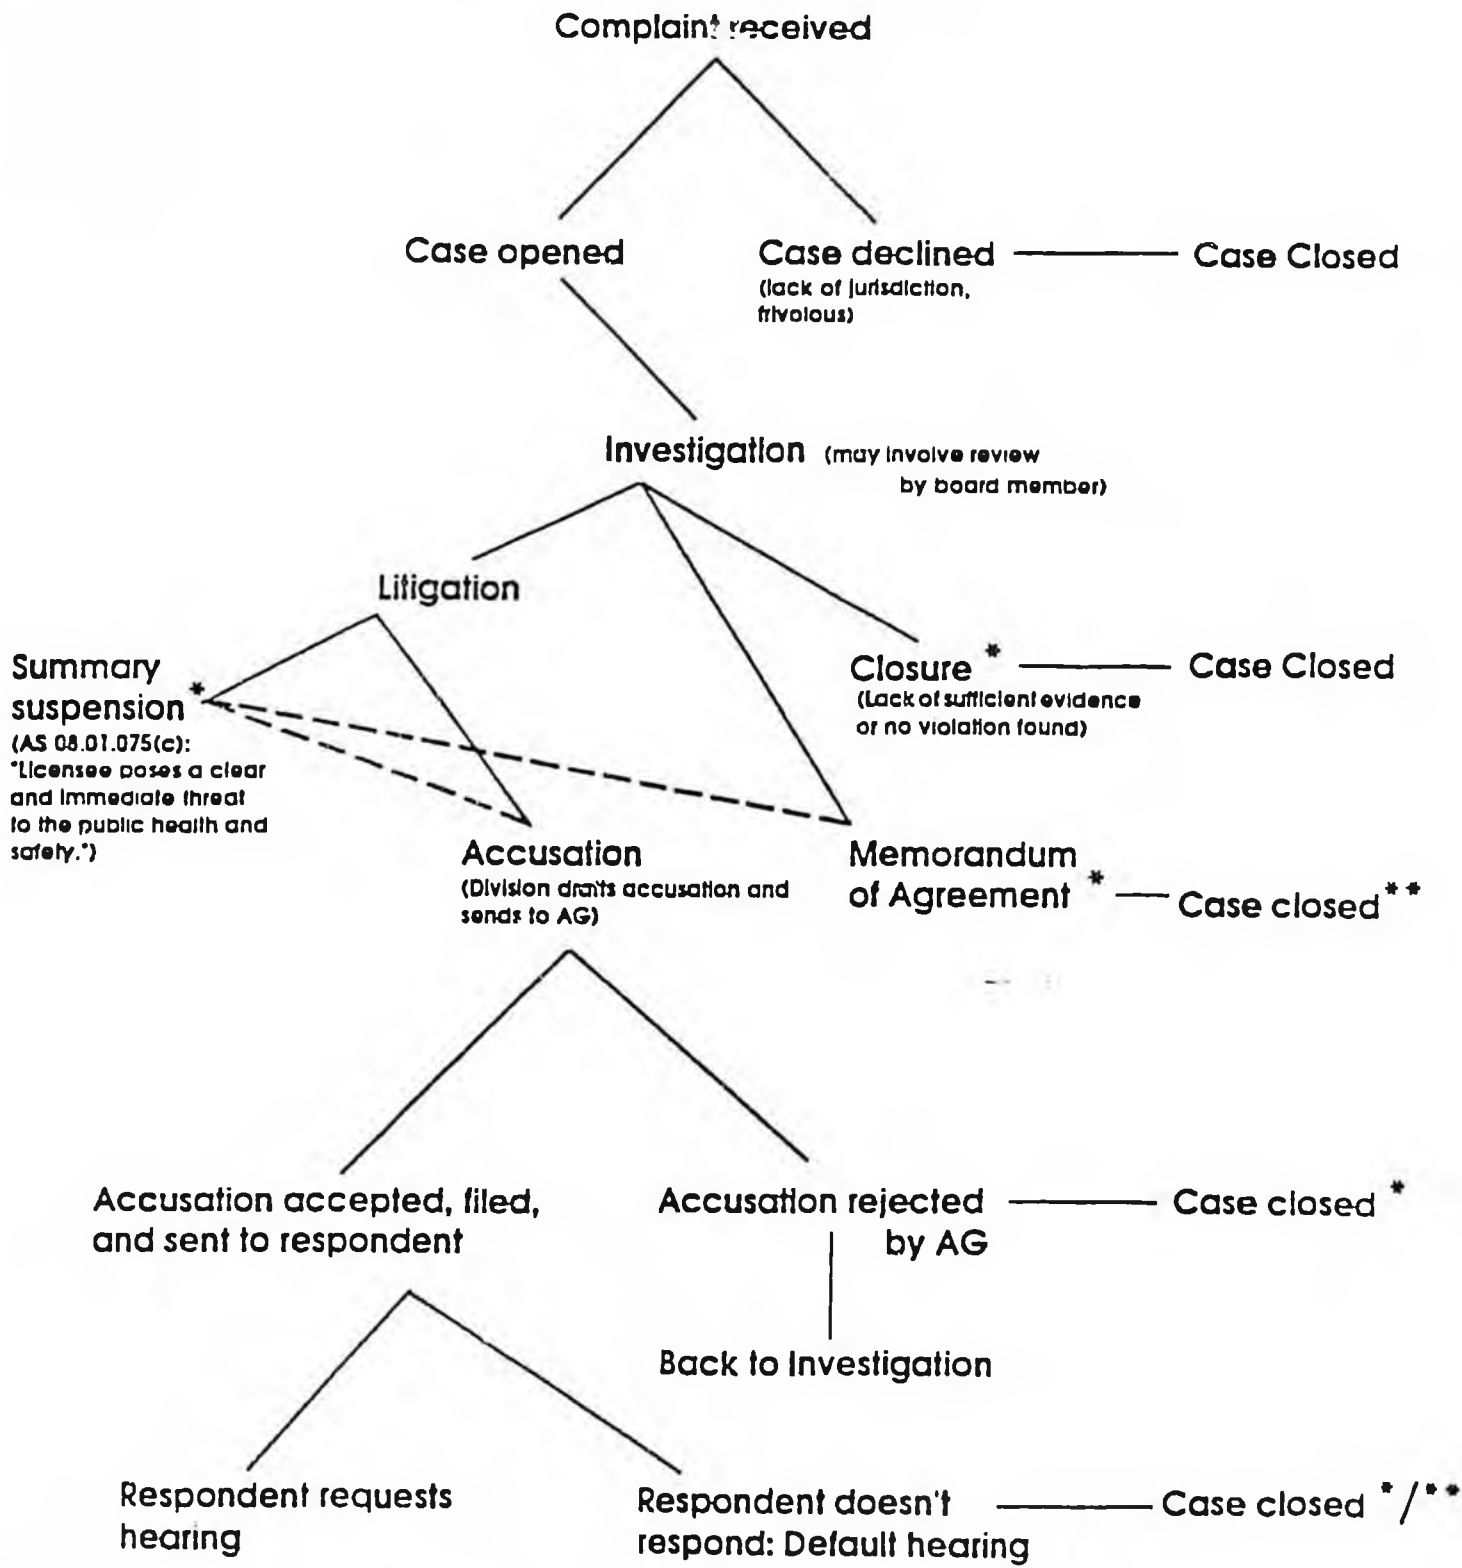 Complaint received
Case opened
Case declined
(lack of jurisdiction,
frivolous)
Case Closed
Investigation (may involve review
by board member)
Litigation
Summary
suspension *
(AS 08.01.075(c):
"Licensee poses a clear
and immediate threat
to the public health and
safety.")
Closure *
(Lack of sufficient evidence
or no violation found)
Case Closed
Accusation
(Division drafts accusation and
sends to AG)
Memorandum
of Agreement *
Case closed **
Accusation accepted, filed,
and sent to respondent
Accusation rejected
by AG
Case closed *
Back to Investigation
Respondent requests
hearing
Respondent doesn't
respond: Default hearing
Case closed */**